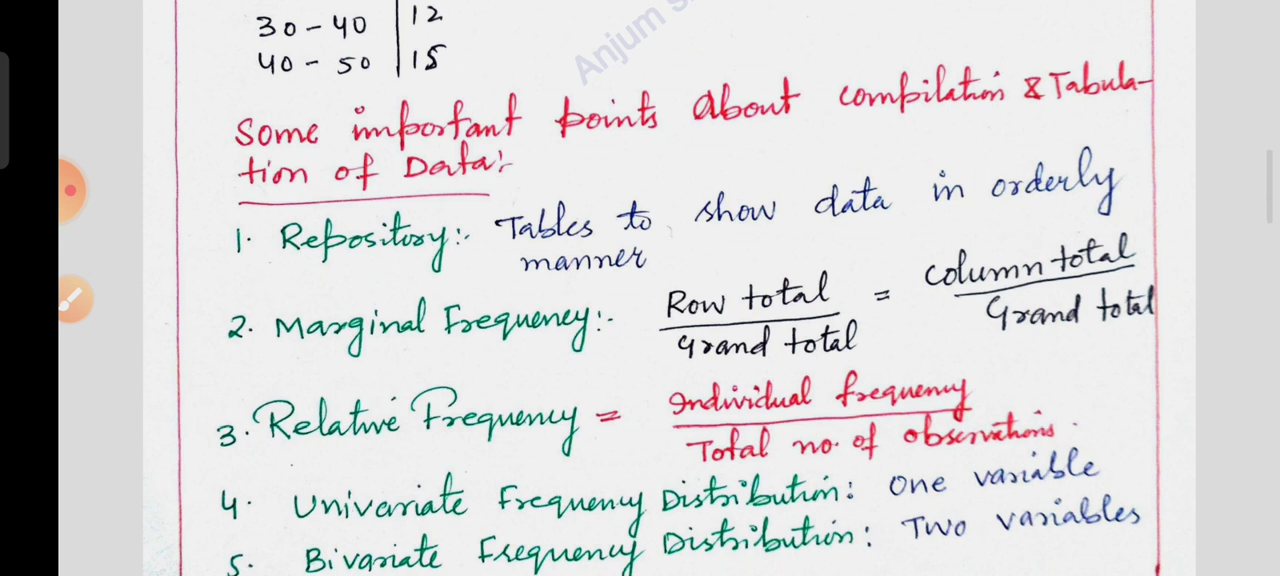 30-40 | 12
40-50 | 15
Anjum
Some important points About compilation & Tabula-
tion of Data:-
1. Repository:- Tables to show data in orderly
manner
2. Marginal Frequency:- Row total / Grand total = column total / Grand total
3. Relative Frequency = Individual frequency / Total no. of observations.
4. Univariate Frequency Distribution: One variable
5. Bivariate Frequency Distribution: Two variables